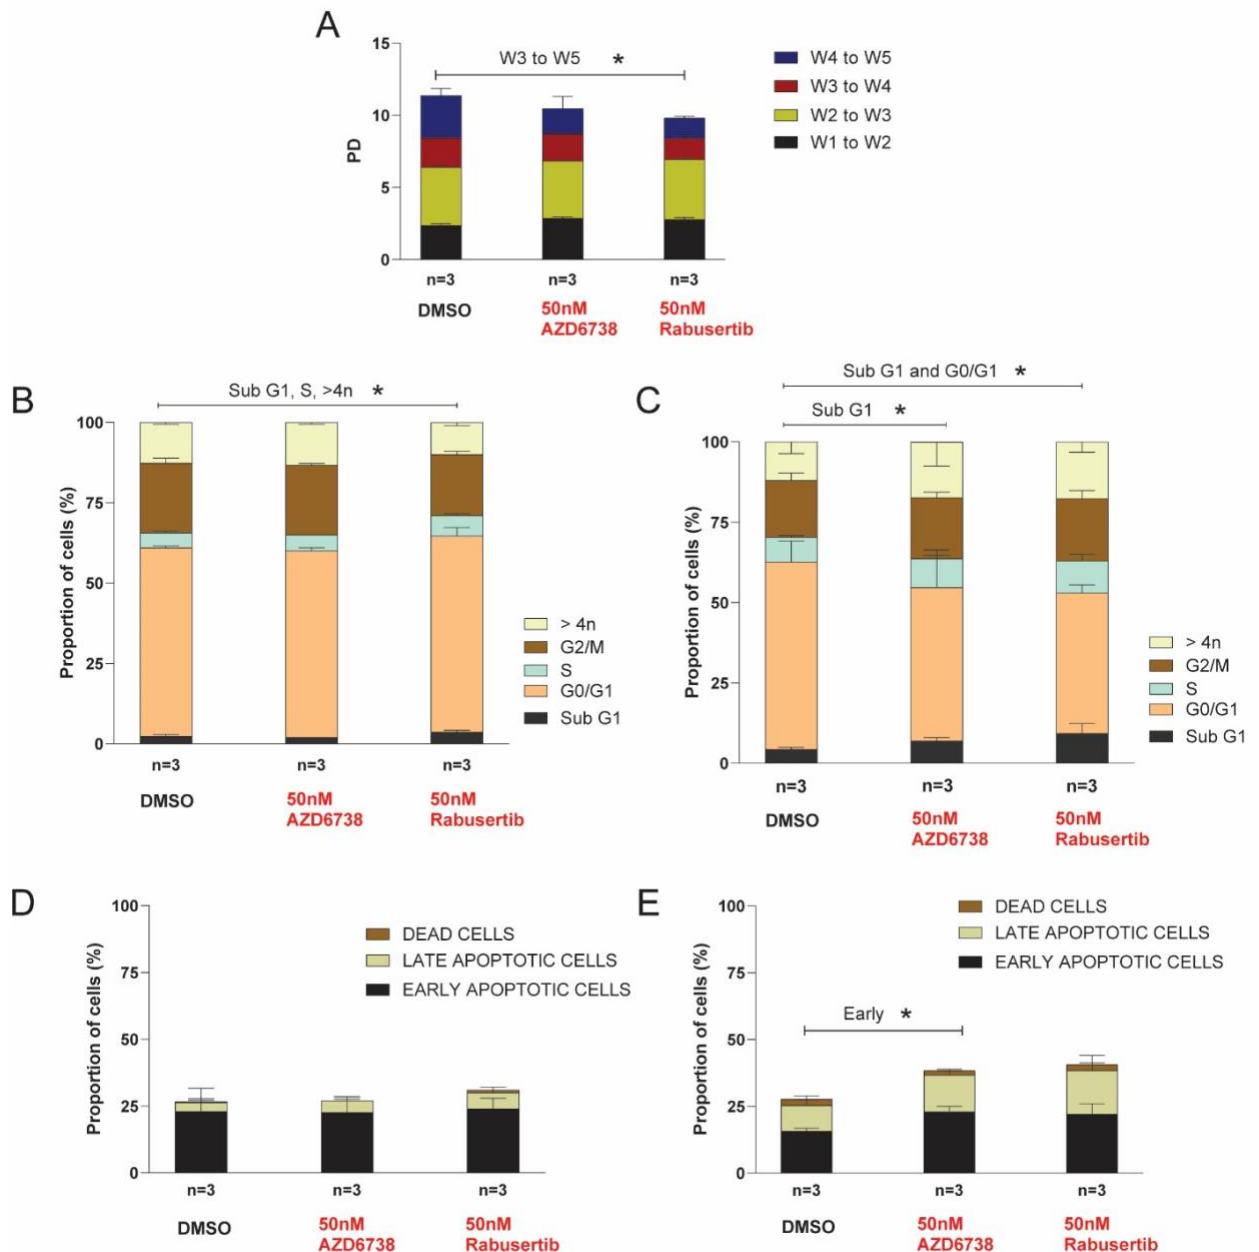 A
15
10
5
0
PD
W3 to W5 *
W4 to W5
W3 to W4
W2 to W3
W1 to W2
n=3 n=3 n=3
DMSO 50nM 50nM
AZD6738 Rabusertib
B
Sub G1, S, >4n *
100
75
50
25
0
Proportion of cells (%)
> 4n
G2/M
S
G0/G1
Sub G1
n=3 n=3 n=3
DMSO 50nM 50nM
AZD6738 Rabusertib
C
Sub G1 and G0/G1 *
Sub G1 *
100
75
50
25
0
Proportion of cells (%)
> 4n
G2/M
S
G0/G1
Sub G1
n=3 n=3 n=3
DMSO 50nM 50nM
AZD6738 Rabusertib
D
100
75
50
25
0
Proportion of cells (%)
DEAD CELLS
LATE APOPTOTIC CELLS
EARLY APOPTOTIC CELLS
n=3 n=3 n=3
DMSO 50nM 50nM
AZD6738 Rabusertib
E
100
75
50
25
0
Proportion of cells (%)
DEAD CELLS
LATE APOPTOTIC CELLS
EARLY APOPTOTIC CELLS
Early *
n=3 n=3 n=3
DMSO 50nM 50nM
AZD6738 Rabusertib